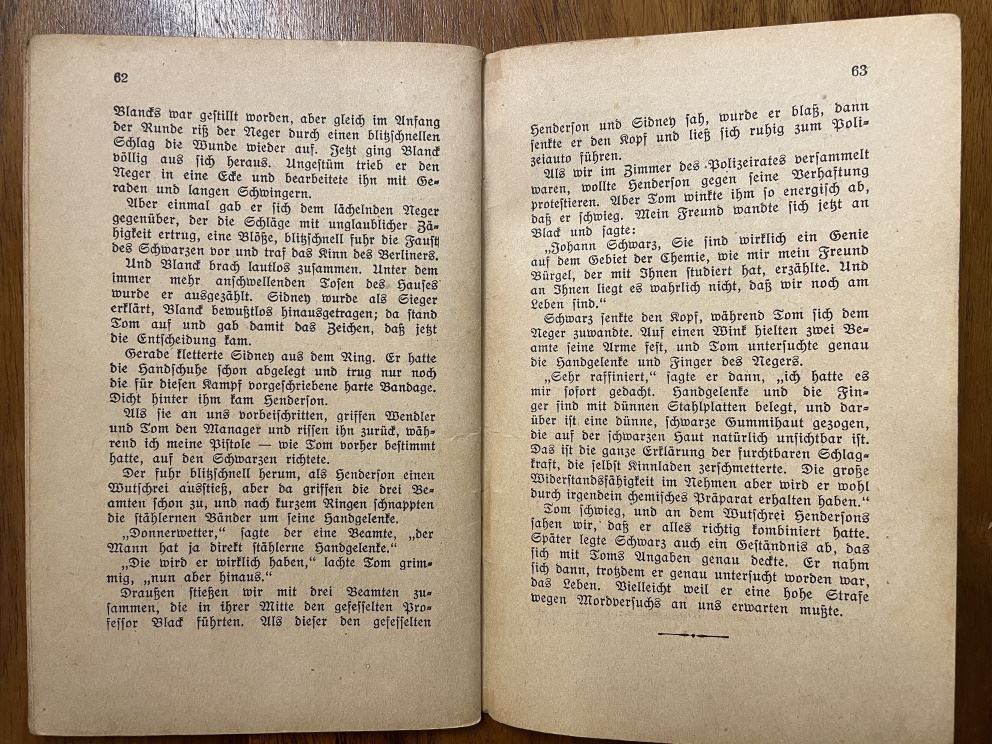 62
Blancks war gestillt worden, aber gleich im Anfang
der Runde riß der Neger durch einen blitzschnellen
Schlag die Wunde wieder auf. Jetzt ging Blanck
völlig aus sich heraus. Ungestüm trieb er den
Neger in eine Ecke und bearbeitete ihn mit Ge-
raden und langen Schwingern.
Aber einmal gab er sich dem lächelnden Neger
gegenüber, der die Schläge mit unglaublicher Zä-
higkeit ertrug, eine Blöße, blitzschnell fuhr die Faust
des Schwarzen vor und traf das Kinn des Berliners.
Und Blanck brach lautlos zusammen. Unter dem
immer mehr anschwellenden Tosen des Hauses
wurde er ausgezählt. Sidney wurde als Sieger
erklärt, Blanck bewußtlos hinausgetragen; da stand
Tom auf und gab damit das Zeichen, daß jetzt
die Entscheidung kam.
Gerade kletterte Sidney aus dem Ring. Er hatte
die Handschuhe schon abgelegt und trug nur noch
die für diesen Kampf vorgeschriebene harte Bandage.
Dicht hinter ihm kam Henderson.
Als sie an uns vorbeischritten, griffen Wendler
und Tom den Manager und rissen ihn zurück, wäh-
rend ich meine Pistole — wie Tom vorher bestimmt
hatte, auf den Schwarzen richtete.
Der fuhr blitzschnell herum, als Henderson einen
Wutschrei ausstieß, aber da griffen die drei Be-
amten schon zu, und nach kurzem Ringen schnappten
die stählernen Bänder um seine Handgelenke.
„Donnerwetter,“ sagte der eine Beamte, „der
Mann hat ja direkt stählerne Handgelenke.“
„Die wird er wirklich haben,“ lachte Tom grim-
mig, „nun aber hinaus.“
Draußen stießen wir mit drei Beamten zu-
sammen, die in ihrer Mitte den gefesselten Pro-
fessor Black führten. Als dieser den gefesselten
63
Henderson und Sidney sah, wurde er blaß, dann
senkte er den Kopf und ließ sich ruhig zum Poli-
zeiauto führen.
Als wir im Zimmer des Polizeirates versammelt
waren, wollte Henderson gegen seine Verhaftung
protestieren. Aber Tom winkte ihm so energisch ab,
daß er schwieg. Mein Freund wandte sich jetzt an
Black und sagte:
„Johann Schwarz, Sie sind wirklich ein Genie
auf dem Gebiet der Chemie, wie mir mein Freund
Bürgel, der mit Ihnen studiert hat, erzählte. Und
an Ihnen liegt es wahrlich nicht, daß wir noch am
Leben sind.“
Schwarz senkte den Kopf, während Tom sich dem
Neger zuwandte. Auf einen Wink hielten zwei Be-
amte seine Arme fest, und Tom untersuchte genau
die Handgelenke und Finger des Negers.
„Sehr raffiniert,“ sagte er dann, „ich hatte es
mir sofort gedacht. Handgelenke und die Fin-
ger sind mit dünnen Stahlplatten belegt, und dar-
über ist eine dünne, schwarze Gummihaut gezogen,
die auf der schwarzen Haut natürlich unsichtbar ist.
Das ist die ganze Erklärung der furchtbaren Schlag-
kraft, die selbst Kinnladen zerschmetterte. Die große
Widerstandsfähigkeit im Nehmen aber wird er wohl
durch irgendein chemisches Präparat erhalten haben.“
Tom schwieg, und an dem Wutschrei Hendersons
sahen wir, daß er alles richtig kombiniert hatte.
Später legte Schwarz auch ein Geständnis ab, das
sich mit Toms Angaben genau deckte. Er nahm
sich dann, trotzdem er genau untersucht worden war,
das Leben. Vielleicht weil er eine hohe Strafe
wegen Mordversuchs an uns erwarten mußte.